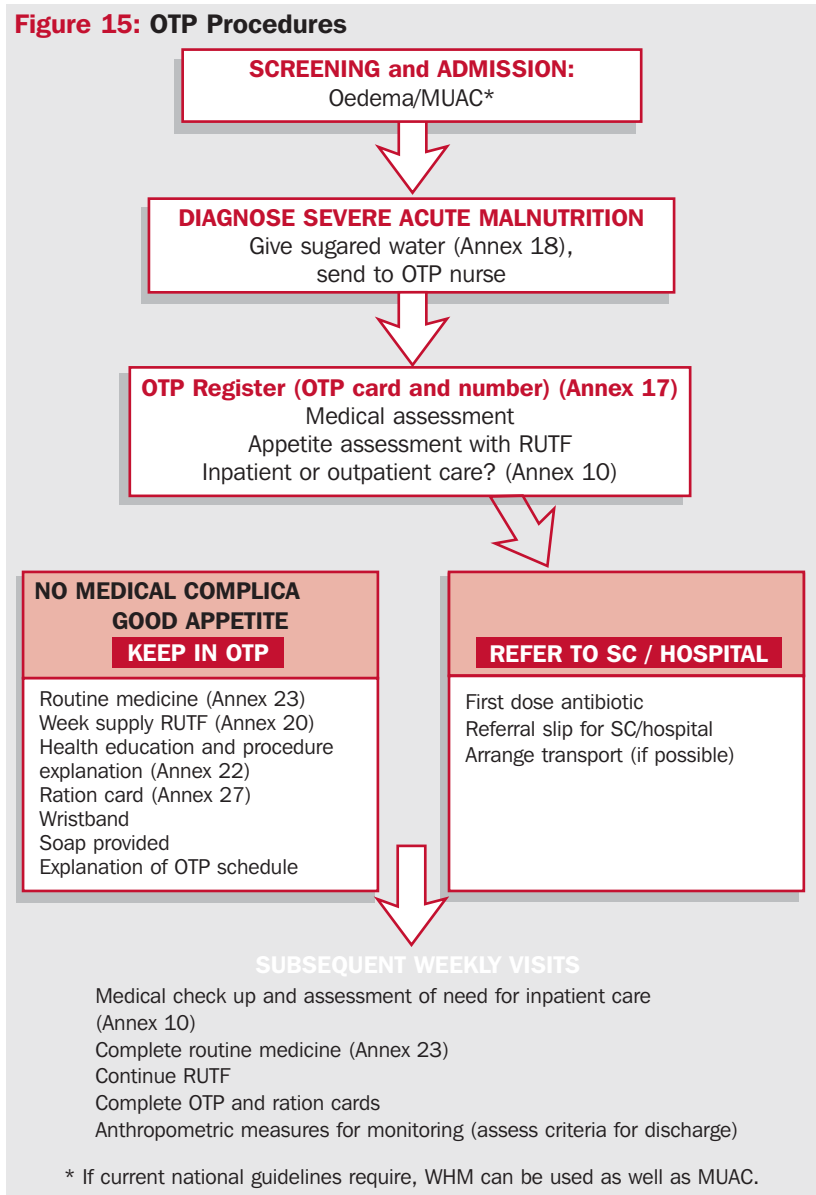 Figure 15: OTP Procedures
SCREENING and ADMISSION:
Oedema/MUAC*
DIAGNOSE SEVERE ACUTE MALNUTRITION
Give sugared water (Annex 18),
send to OTP nurse
OTP Register (OTP card and number) (Annex 17)
Medical assessment
Appetite assessment with RUTF
Inpatient or outpatient care? (Annex 10)
NO MEDICAL COMPLICA
GOOD APPETITE
KEEP IN OTP
Routine medicine (Annex 23)
Week supply RUTF (Annex 20)
Health education and procedure
explanation (Annex 22)
Ration card (Annex 27)
Wristband
Soap provided
Explanation of OTP schedule
REFER TO SC / HOSPITAL
First dose antibiotic
Referral slip for SC/hospital
Arrange transport (if possible)
SUBSEQUENT WEEKLY VISITS
Medical check up and assessment of need for inpatient care
(Annex 10)
Complete routine medicine (Annex 23)
Continue RUTF
Complete OTP and ration cards
Anthropometric measures for monitoring (assess criteria for discharge)
* If current national guidelines require, WHM can be used as well as MUAC.